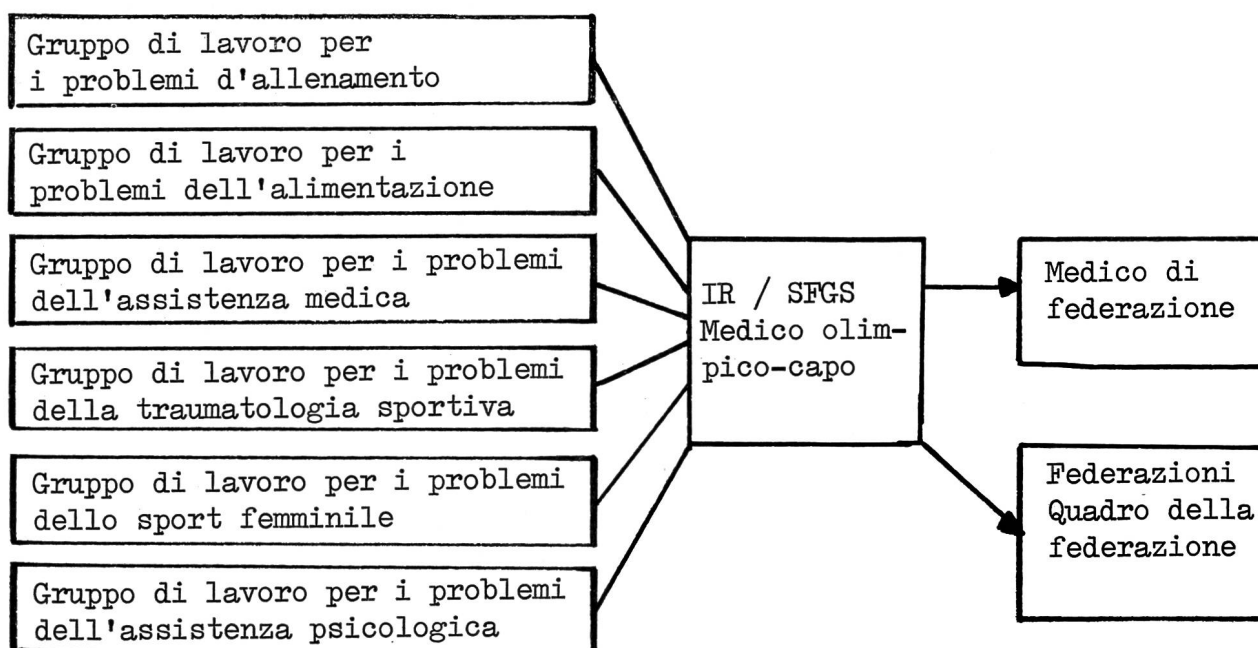 Gruppo di lavoro per
i problemi d'allenamento
Gruppo di lavoro per i
problemi dell'alimentazione
Gruppo di lavoro per i problemi
dell'assistenza medica
Gruppo di lavoro per i problemi
della traumatologia sportiva
Gruppo di lavoro per i problemi
dello sport femminile
Gruppo di lavoro per i problemi
dell'assistenza psicologica
IR / SFGS
Medico olim-
pico-capo
Medico di
federazione
Federazioni
Quadro della
federazione